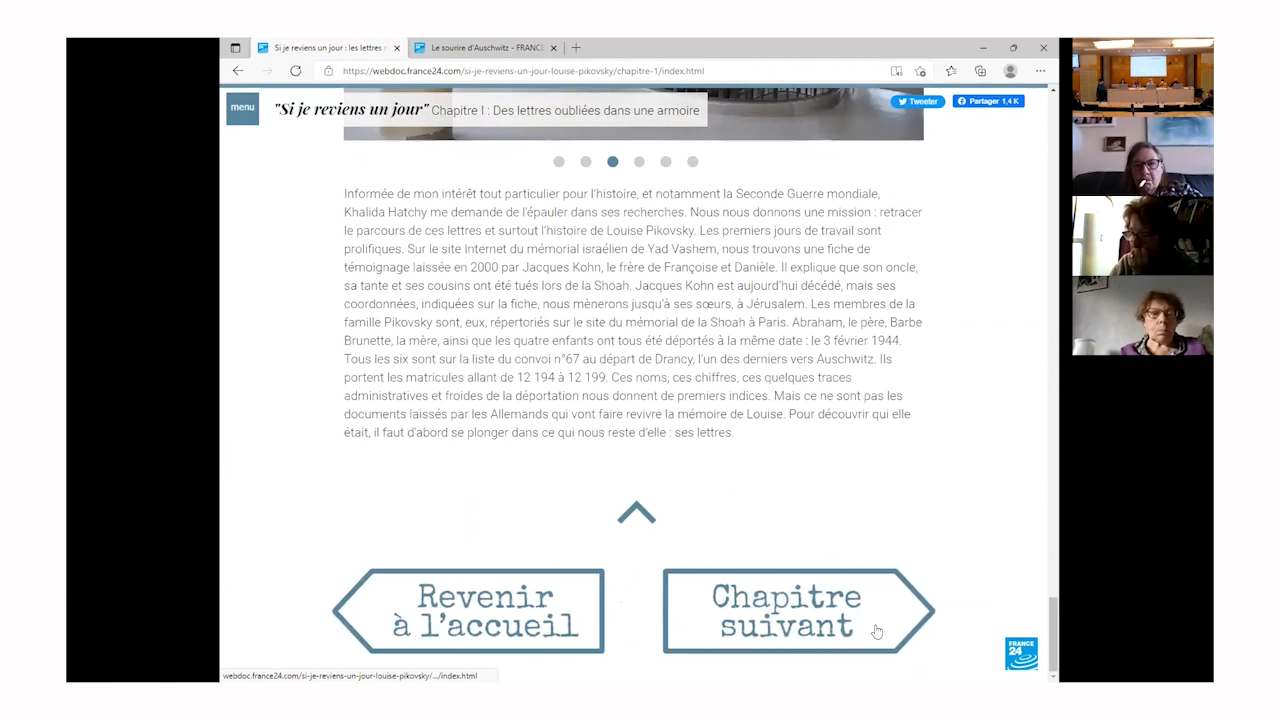 Si je reviens un jour : les lettres r
Le sourire d'Auschwitz - FRANCE
https://webdoc.france24.com/si-je-reviens-un-jour-louise-pikovsky/chapitre-1/index.html
menu
"Si je reviens un jour" Chapitre I : Des lettres oubliées dans une armoire
Tweeter
Partager 1,4 K
Informée de mon intérêt tout particulier pour l'histoire, et notamment la Seconde Guerre mondiale,
Khalida Hatchy me demande de l'épauler dans ses recherches. Nous nous donnons une mission : retracer
le parcours de ces lettres et surtout l'histoire de Louise Pikovsky. Les premiers jours de travail sont
prolifiques. Sur le site Internet du mémorial israélien de Yad Vashem, nous trouvons une fiche de
témoignage laissée en 2000 par Jacques Kohn, le frère de Françoise et Danièle. Il explique que son oncle,
sa tante et ses cousins ont été tués lors de la Shoah. Jacques Kohn est aujourd'hui décédé, mais ses
coordonnées, indiquées sur la fiche, nous mènerons jusqu'à ses sœurs, à Jérusalem. Les membres de la
famille Pikovsky sont, eux, répertoriés sur le site du mémorial de la Shoah à Paris. Abraham, le père, Barbe
Brunette, la mère, ainsi que les quatre enfants ont tous été déportés à la même date : le 3 février 1944.
Tous les six sont sur la liste du convoi n°67 au départ de Drancy, l'un des derniers vers Auschwitz. Ils
portent les matricules allant de 12 194 à 12 199. Ces noms, ces chiffres, ces quelques traces
administratives et froides de la déportation nous donnent de premiers indices. Mais ce ne sont pas les
documents laissés par les Allemands qui vont faire revivre la mémoire de Louise. Pour découvrir qui elle
était, il faut d'abord se plonger dans ce qui nous reste d'elle : ses lettres.
Revenir
à l'accueil
Chapitre
suivant
FRANCE
24
webdoc.france24.com/si-je-reviens-un-jour-louise-pikovsky/.../index.html